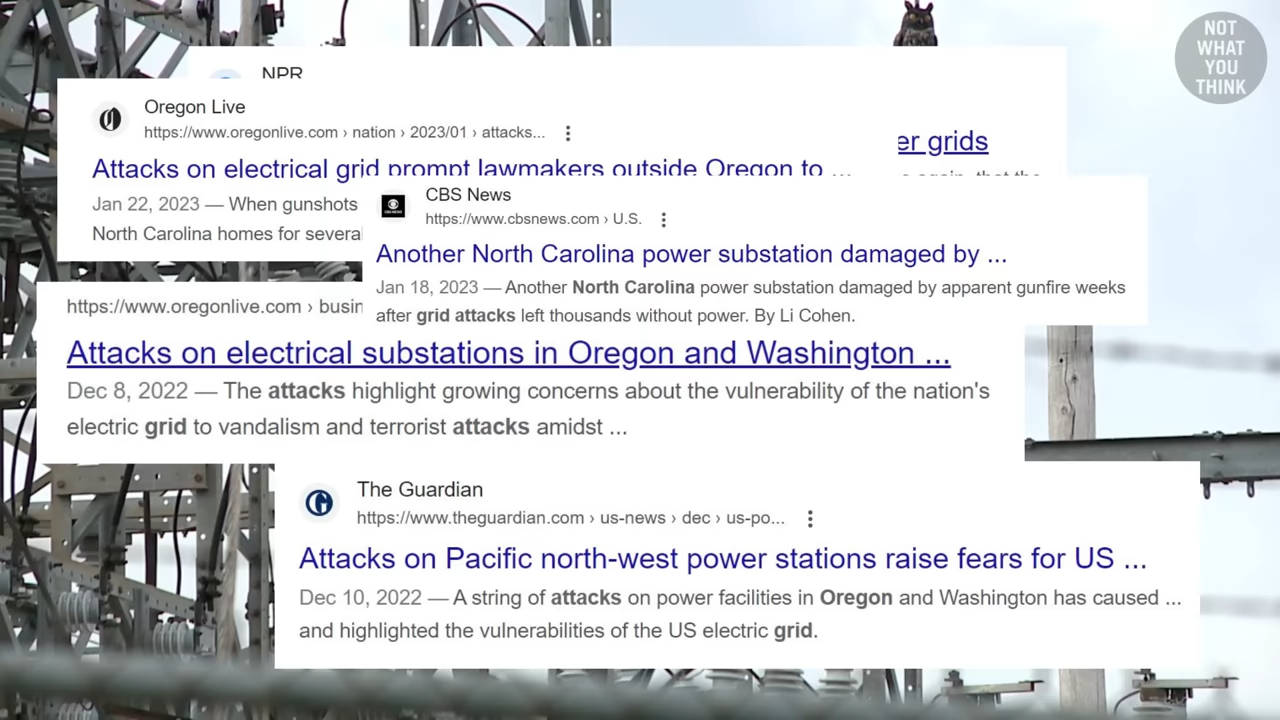 NOT
WHAT
YOU
THINK
NPR
er grids
Oregon Live
https://www.oregonlive.com › nation › 2023/01 › attacks...
Attacks on electrical grid prompt lawmakers outside Oregon to ...
Jan 22, 2023 — When gunshots
North Carolina homes for several
CBS News
https://www.cbsnews.com › U.S.
Another North Carolina power substation damaged by ...
Jan 18, 2023 — Another North Carolina power substation damaged by apparent gunfire weeks
after grid attacks left thousands without power. By Li Cohen.
https://www.oregonlive.com › busin
Attacks on electrical substations in Oregon and Washington ...
Dec 8, 2022 — The attacks highlight growing concerns about the vulnerability of the nation's
electric grid to vandalism and terrorist attacks amidst ...
The Guardian
https://www.theguardian.com › us-news › dec › us-po...
Attacks on Pacific north-west power stations raise fears for US ...
Dec 10, 2022 — A string of attacks on power facilities in Oregon and Washington has caused ...
and highlighted the vulnerabilities of the US electric grid.